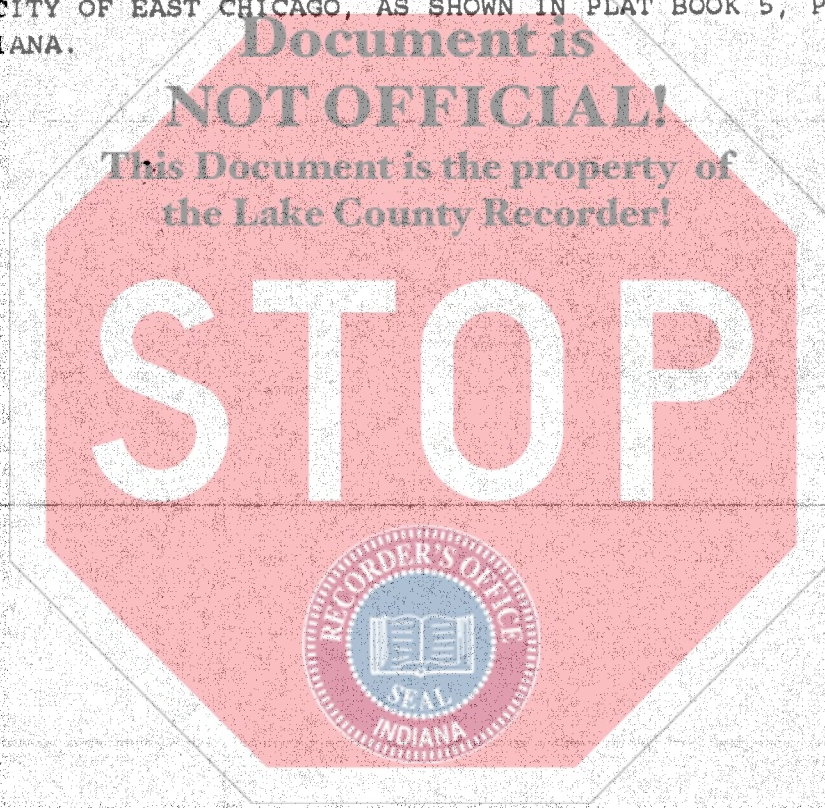 CITY OF EAST CHICAGO, AS SHOWN IN PLAT BOOK 5, P
IANA.
Document is
NOT OFFICIAL!
This Document is the property of
the Lake County Recorder!
STOP
RECORDER'S OFFICE
SEAL
INDIANA